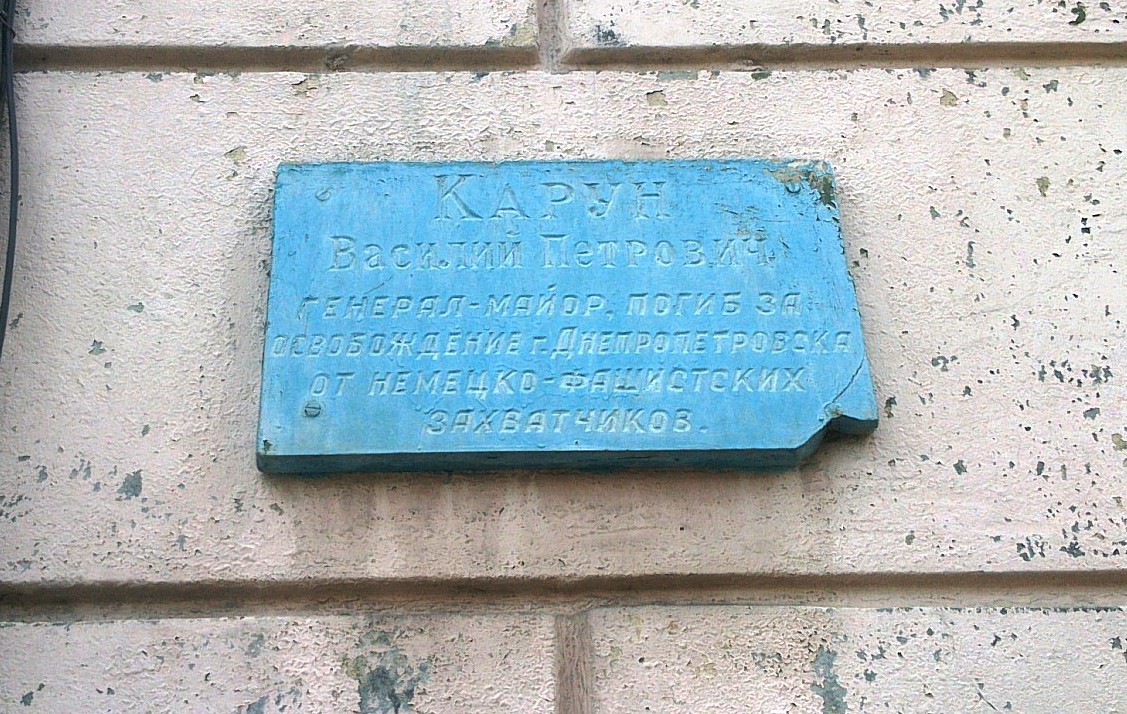 КАРУН
Василий Петрович
ГЕНЕРАЛ-МАЙОР, ПОГИБ ЗА
ОСВОБОЖДЕНИЕ г. ДНЕПРОПЕТРОВСКА
ОТ НЕМЕЦКО-ФАШИСТСКИХ
ЗАХВАТЧИКОВ.